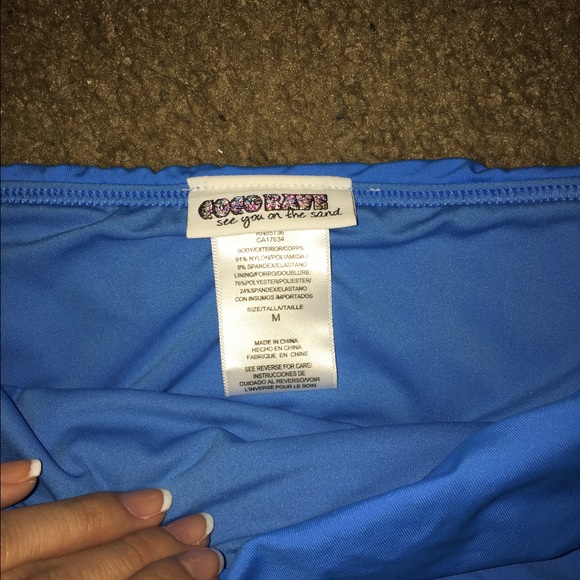 COCO RAVE
see you on the sand
RN85736
CA17634
BODY/EXTERIOR/CORPS:
91% NYLON/POLIAMIDA/
9% SPANDEX/ELASTANO
LINING/FORRO/DOUBLURE
76%POLYESTER/POLIESTER/
24%SPANDEX/ELASTANO
CON INSUMOS IMPORTADOS
SIZE/TALLA/TAILLE
M
MADE IN CHINA
HECHO EN CHINA
FABRIQUE EN CHINE
SEE REVERSE FOR CARE/
INSTRUCCIONES DE
CUIDADO AL REVERSO/VOIR
L'INVERSE POUR LE SOIN